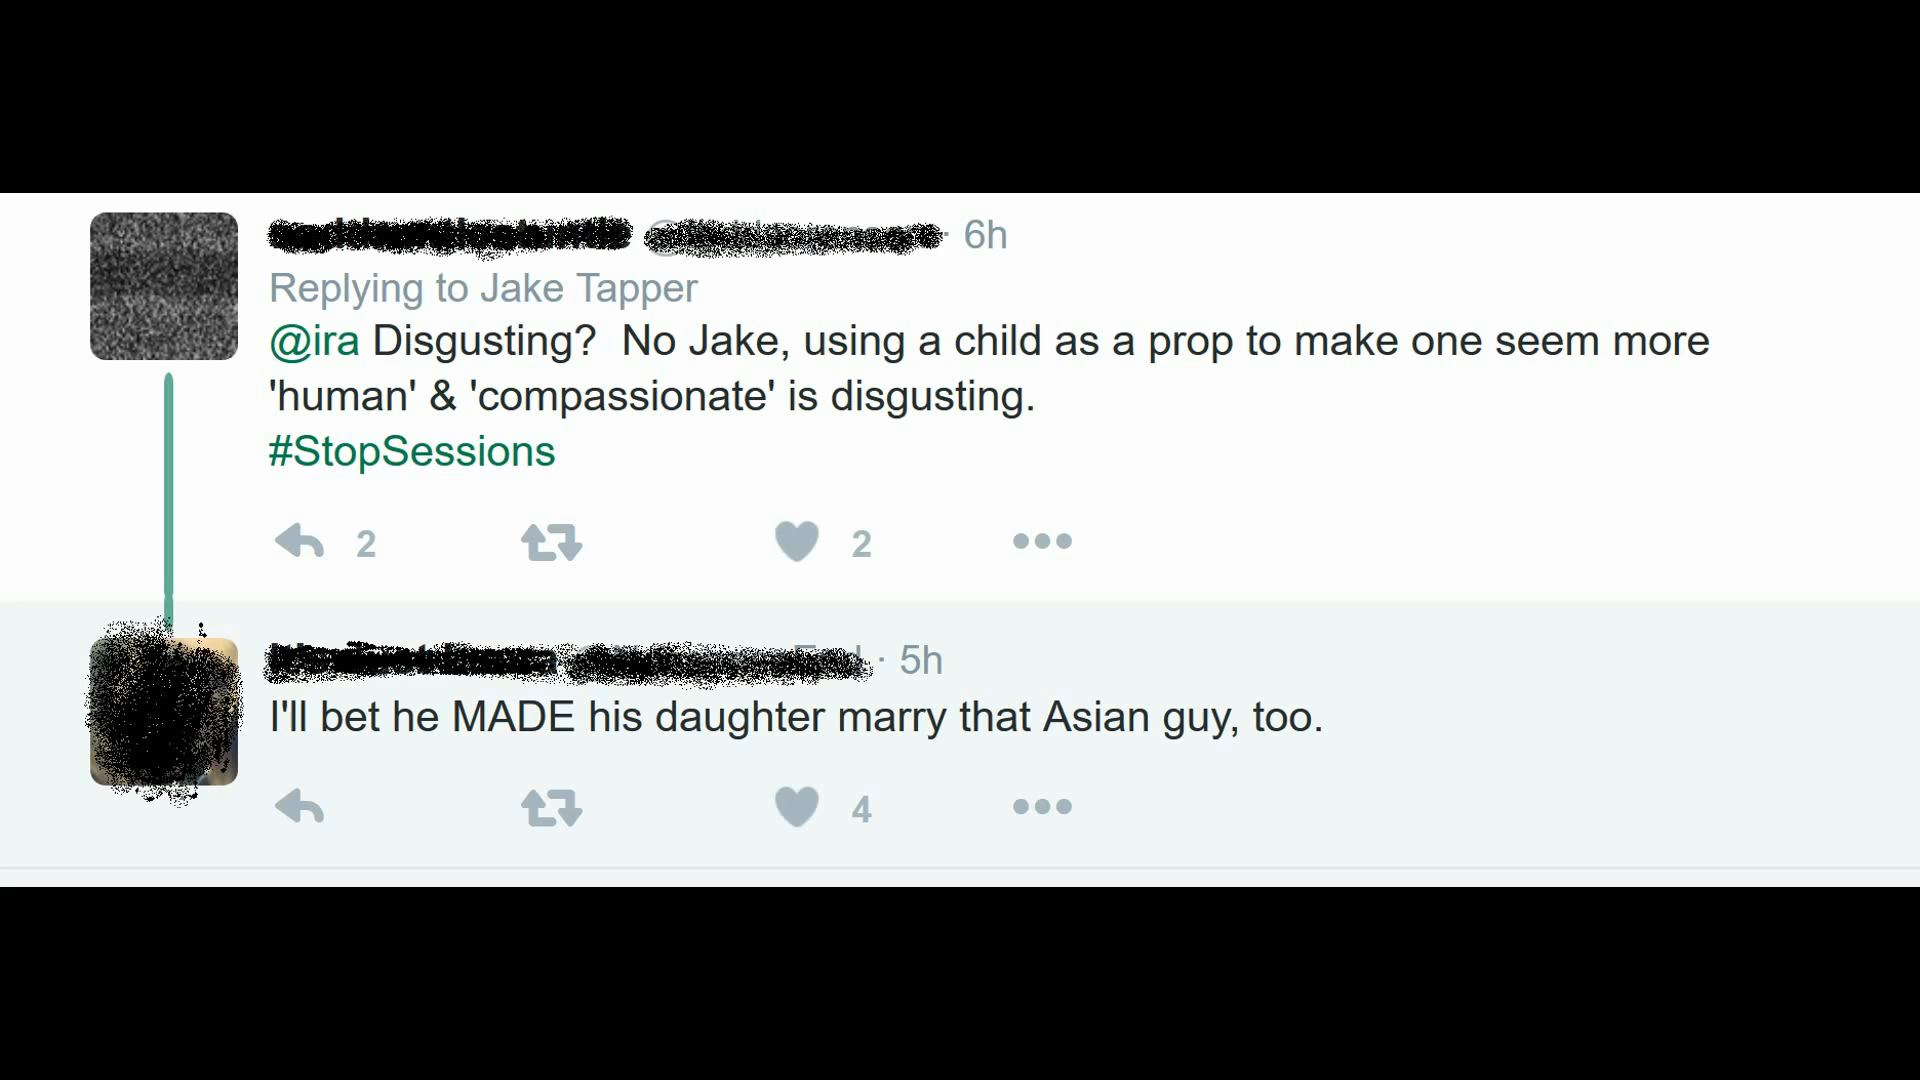 6h
Replying to Jake Tapper
@ira Disgusting? No Jake, using a child as a prop to make one seem more
'human' & 'compassionate' is disgusting.
#StopSessions
2 2
· 5h
I'll bet he MADE his daughter marry that Asian guy, too.
4